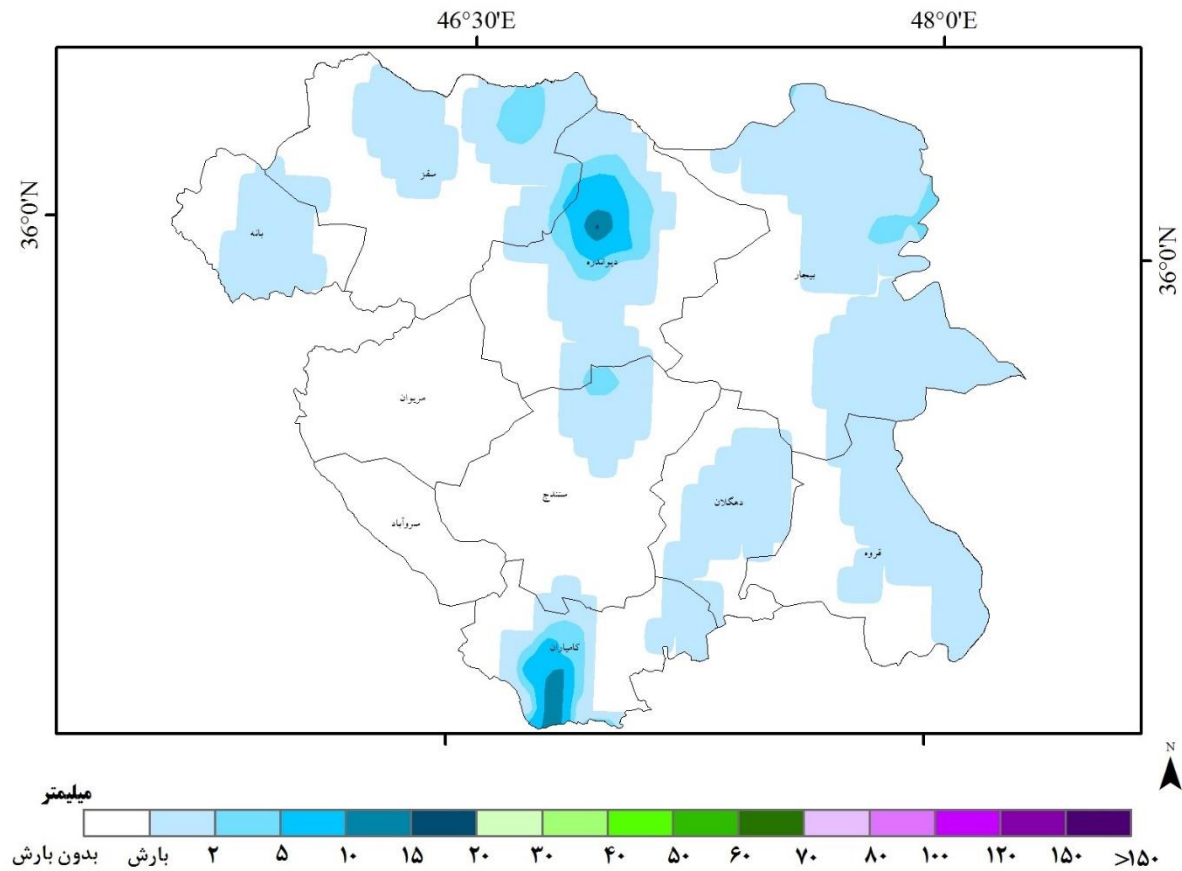 46°30'E 48°0'E
36°0'N 36°0'N
سقز
بانه
دیواندره
بیجار
مریوان
سنندج
سروآباد
دهگلان
قروه
کامیاران
N
میلیمتر
بدون بارش بارش ۲ ۵ ۱۰ ۱۵ ۲۰ ۳۰ ۴۰ ۵۰ ۶۰ ۷۰ ۸۰ ۱۰۰ ۱۲۰ ۱۵۰ >۱۵۰